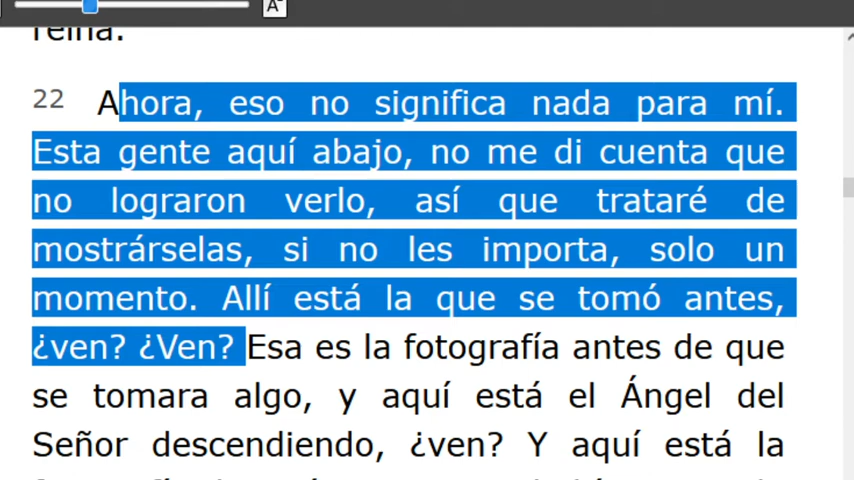 A
reina.
22 Ahora, eso no significa nada para mí.
Esta gente aquí abajo, no me di cuenta que
no lograron verlo, así que trataré de
mostrárselas, si no les importa, solo un
momento. Allí está la que se tomó antes,
¿ven? ¿Ven? Esa es la fotografía antes de que
se tomara algo, y aquí está el Ángel del
Señor descendiendo, ¿ven? Y aquí está la